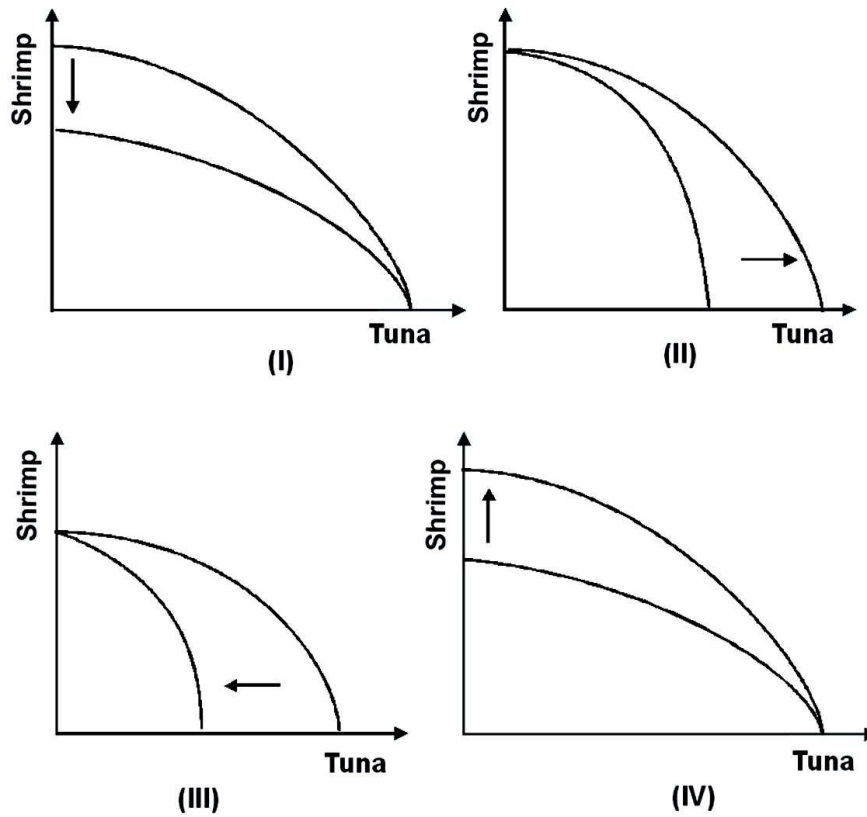 Shrimp
Tuna
(I)
Shrimp
Tuna
(II)
Shrimp
Tuna
(III)
Shrimp
Tuna
(IV)